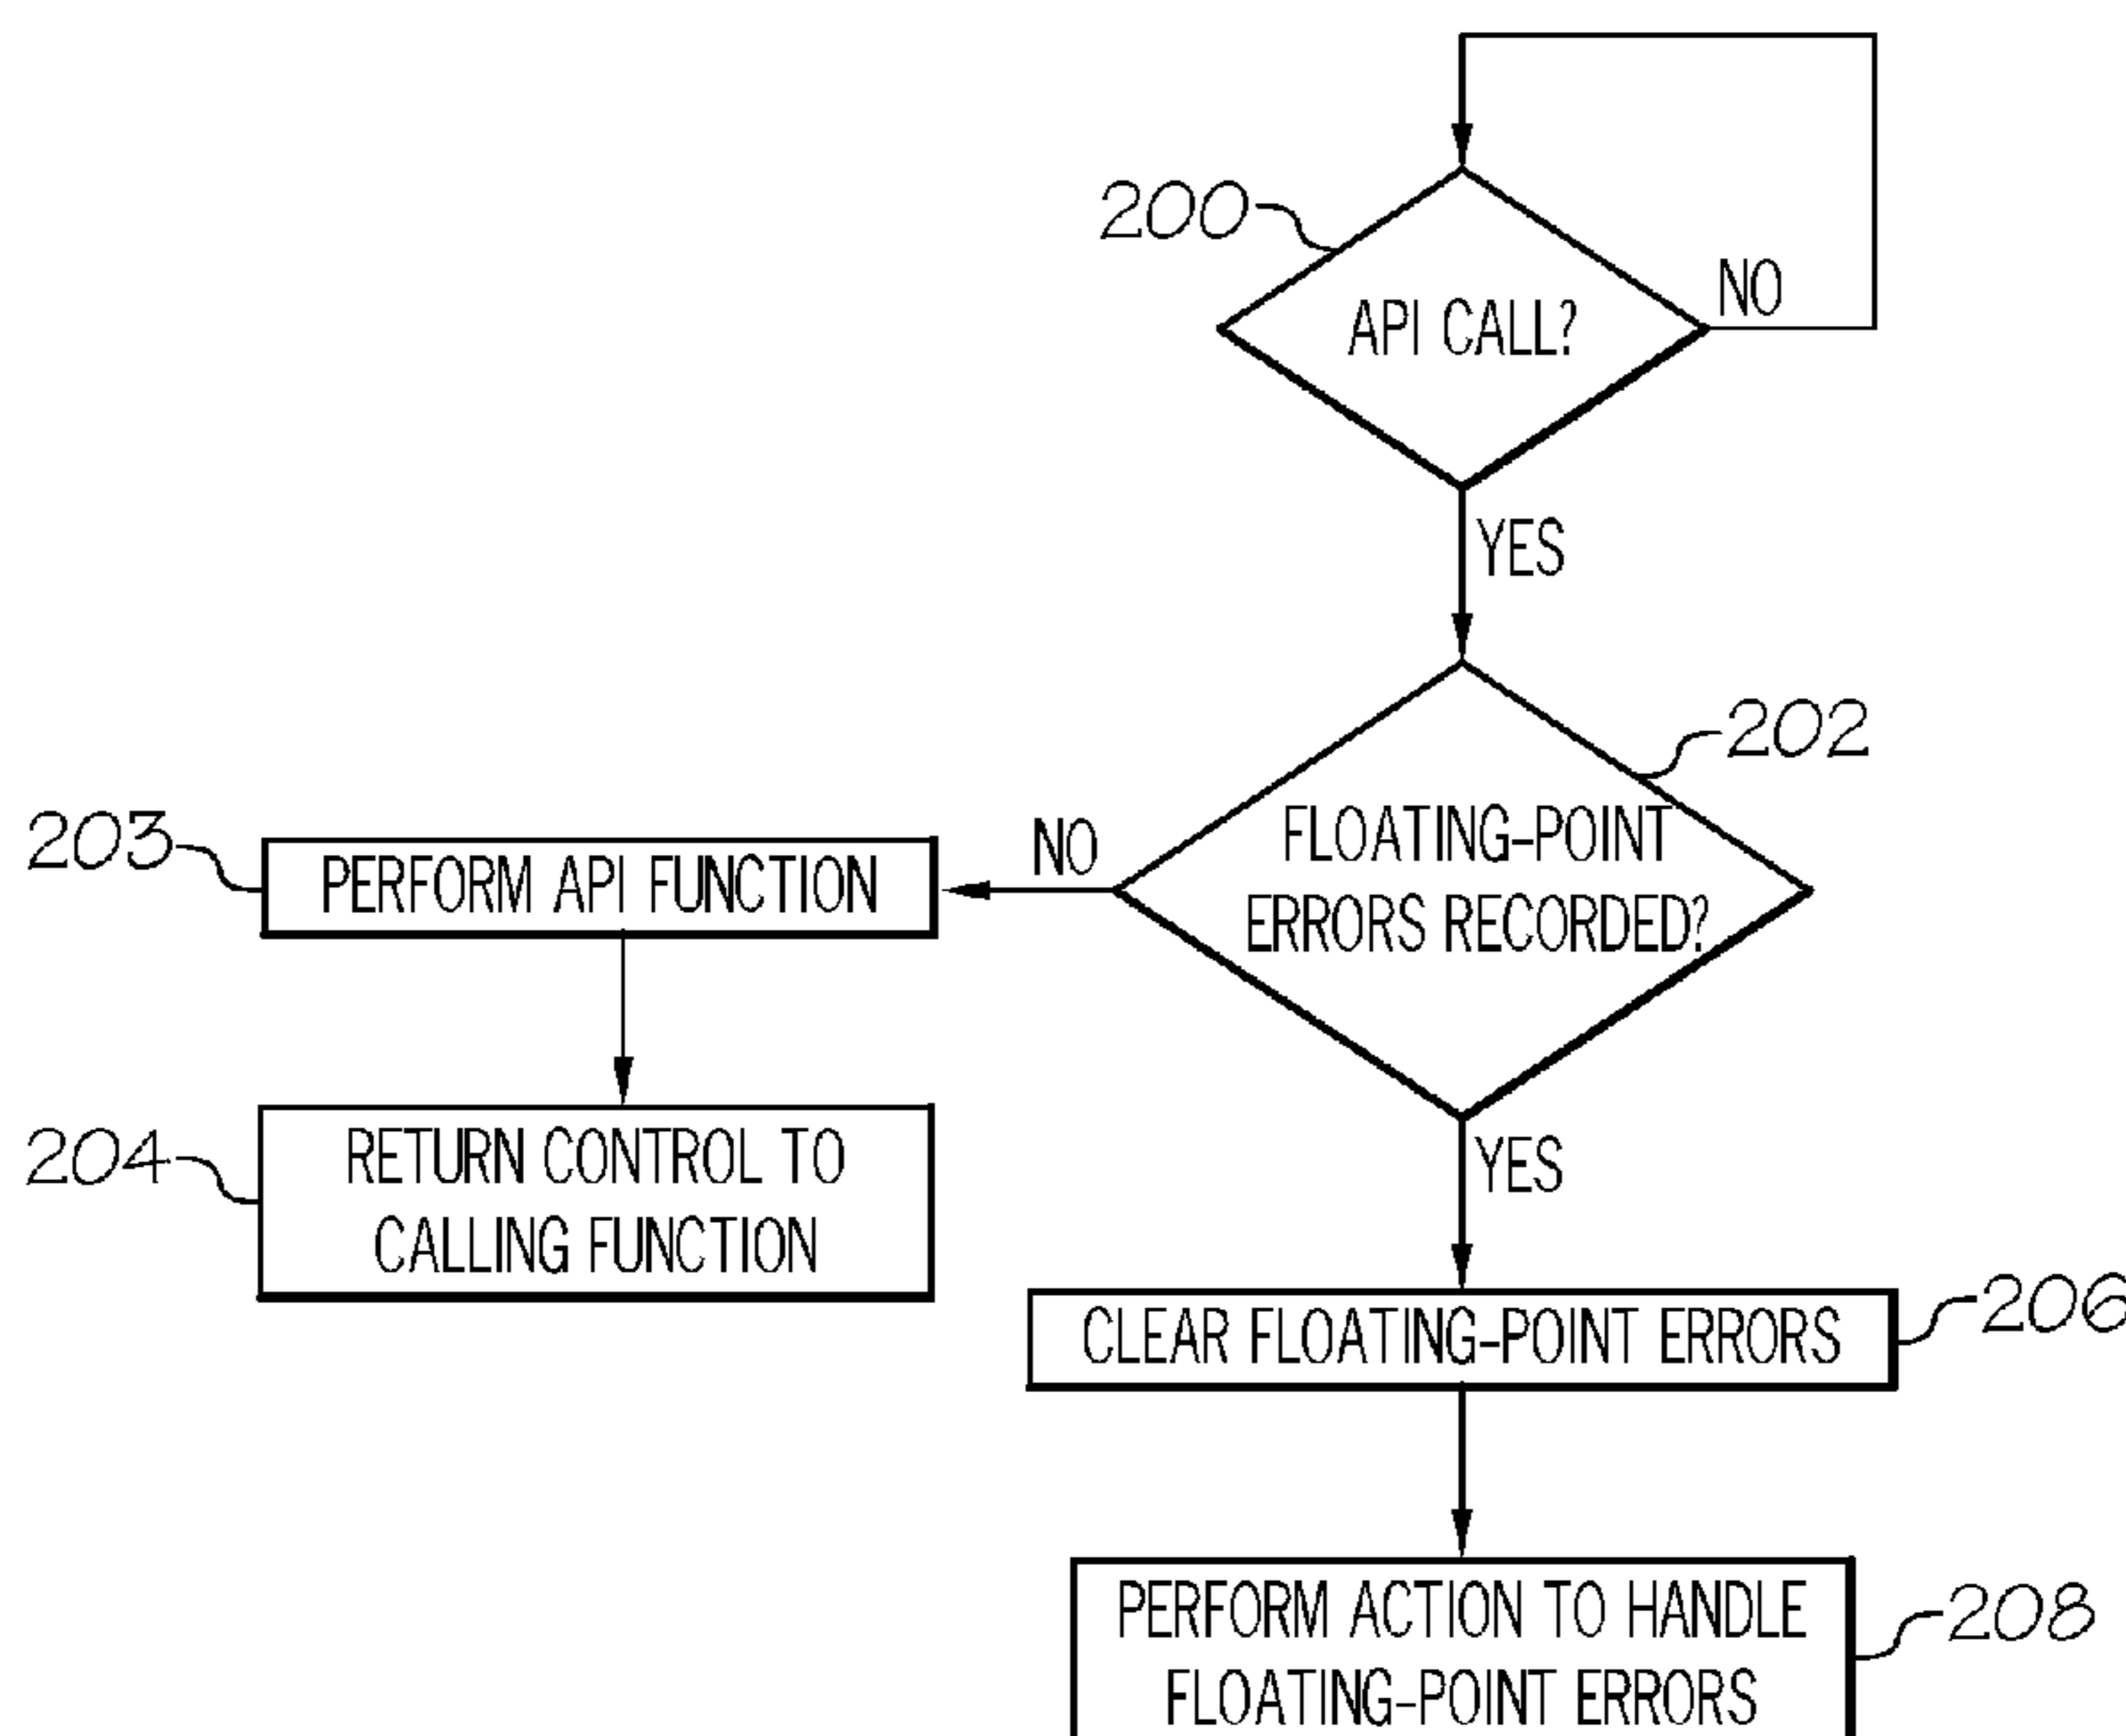 200
API CALL?
NO
YES
202
FLOATING-POINT
ERRORS RECORDED?
NO
203
PERFORM API FUNCTION
204
RETURN CONTROL TO
CALLING FUNCTION
YES
CLEAR FLOATING-POINT ERRORS
206
PERFORM ACTION TO HANDLE
FLOATING-POINT ERRORS
208